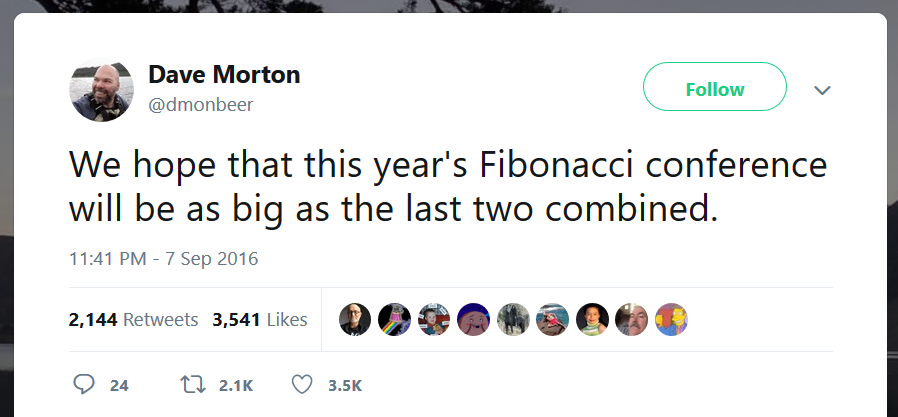 Dave Morton
@dmonbeer
Follow
We hope that this year's Fibonacci conference
will be as big as the last two combined.
11:41 PM - 7 Sep 2016
2,144 Retweets 3,541 Likes
24 2.1K 3.5K